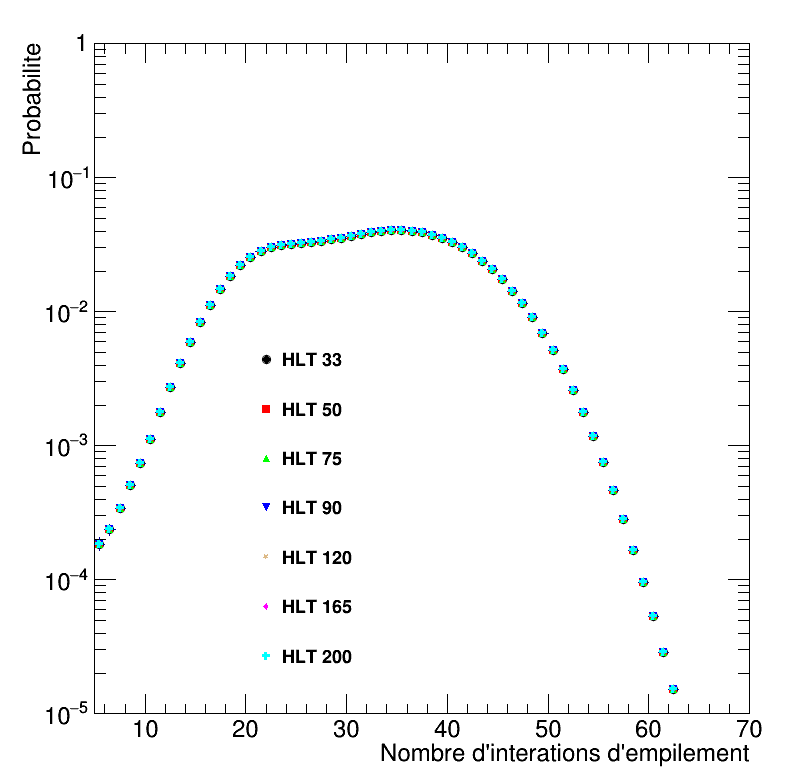 Probabilite
1
10⁻¹
10⁻²
10⁻³
10⁻⁴
10⁻⁵
HLT 33
HLT 50
HLT 75
HLT 90
HLT 120
HLT 165
HLT 200
10 20 30 40 50 60 70
Nombre d'interations d'empilement